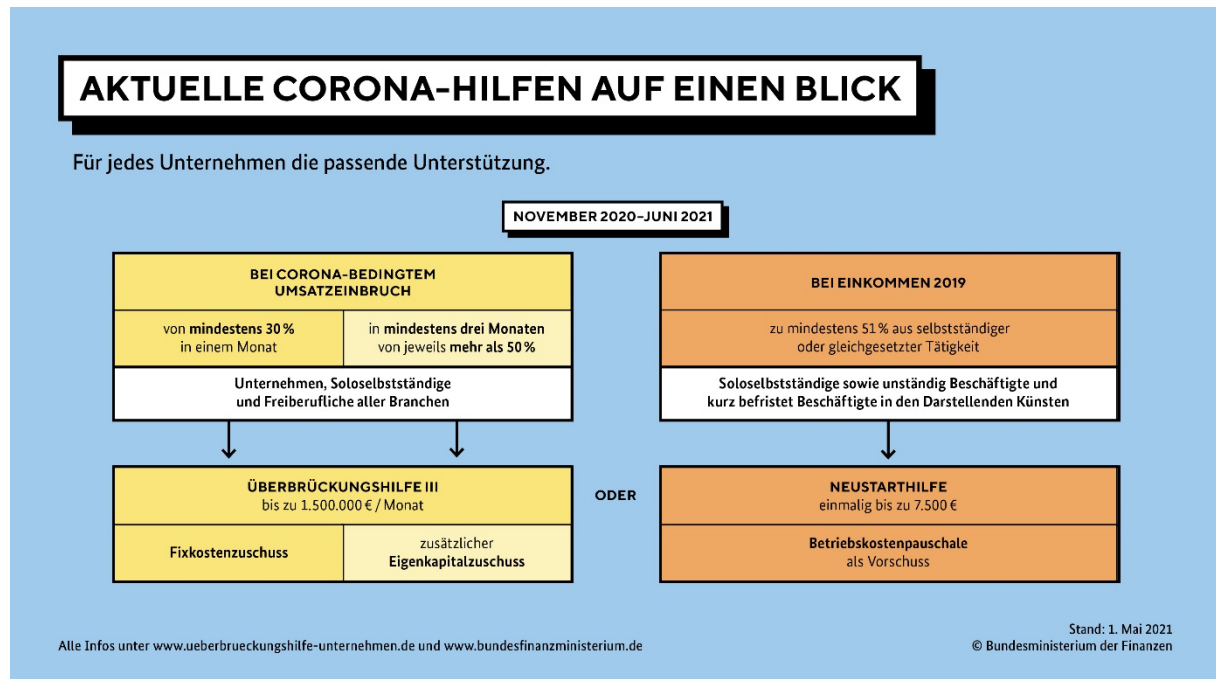 AKTUELLE CORONA-HILFEN AUF EINEN BLICK
Für jedes Unternehmen die passende Unterstützung.
NOVEMBER 2020–JUNI 2021
BEI CORONA-BEDINGTEM
UMSATZEINBRUCH
von mindestens 30 %
in einem Monat
in mindestens drei Monaten
von jeweils mehr als 50 %
Unternehmen, Soloselbstständige
und Freiberufliche aller Branchen
ÜBERBRÜCKUNGSHILFE III
bis zu 1.500.000 € / Monat
Fixkostenzuschuss
zusätzlicher
Eigenkapitalzuschuss
ODER
BEI EINKOMMEN 2019
zu mindestens 51 % aus selbstständiger
oder gleichgesetzter Tätigkeit
Soloselbstständige sowie unständig Beschäftigte und
kurz befristet Beschäftigte in den Darstellenden Künsten
NEUSTARTHILFE
einmalig bis zu 7.500 €
Betriebskostenpauschale
als Vorschuss
Alle Infos unter www.ueberbrueckungshilfe-unternehmen.de und www.bundesfinanzministerium.de
Stand: 1. Mai 2021
© Bundesministerium der Finanzen